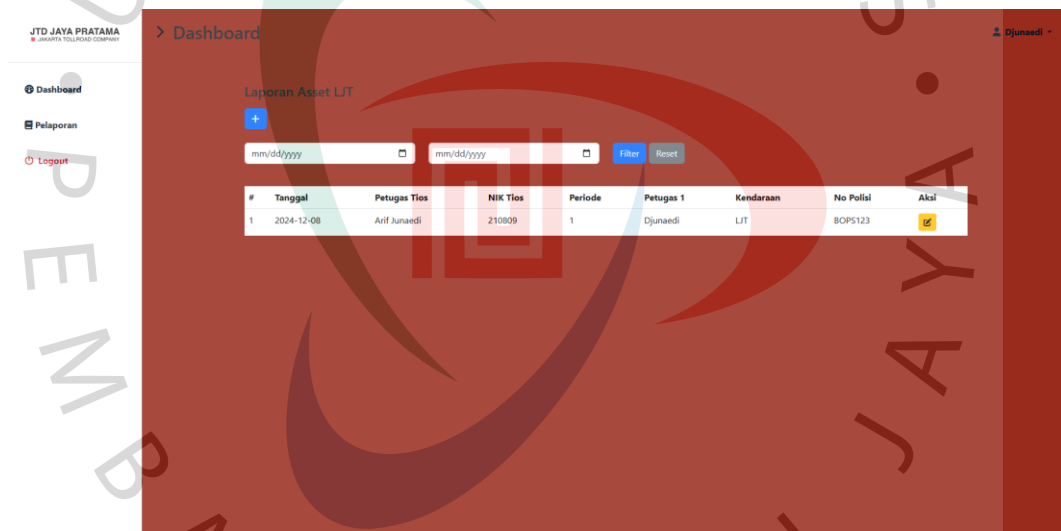 JTD JAYA PRATAMA
JAKARTA TOLLROAD COMPANY
> Dashboard
Djunaedi
Dashboard
Pelaporan
Logout
Laporan Asset LJT
+
mm/dd/yyyy mm/dd/yyyy Filter Reset
# Tanggal Petugas Tios NIK Tios Periode Petugas 1 Kendaraan No Polisi Aksi
1 2024-12-08 Arif Junaedi 210809 1 Djunaedi LJT BOPS123
P E M B
J A Y A